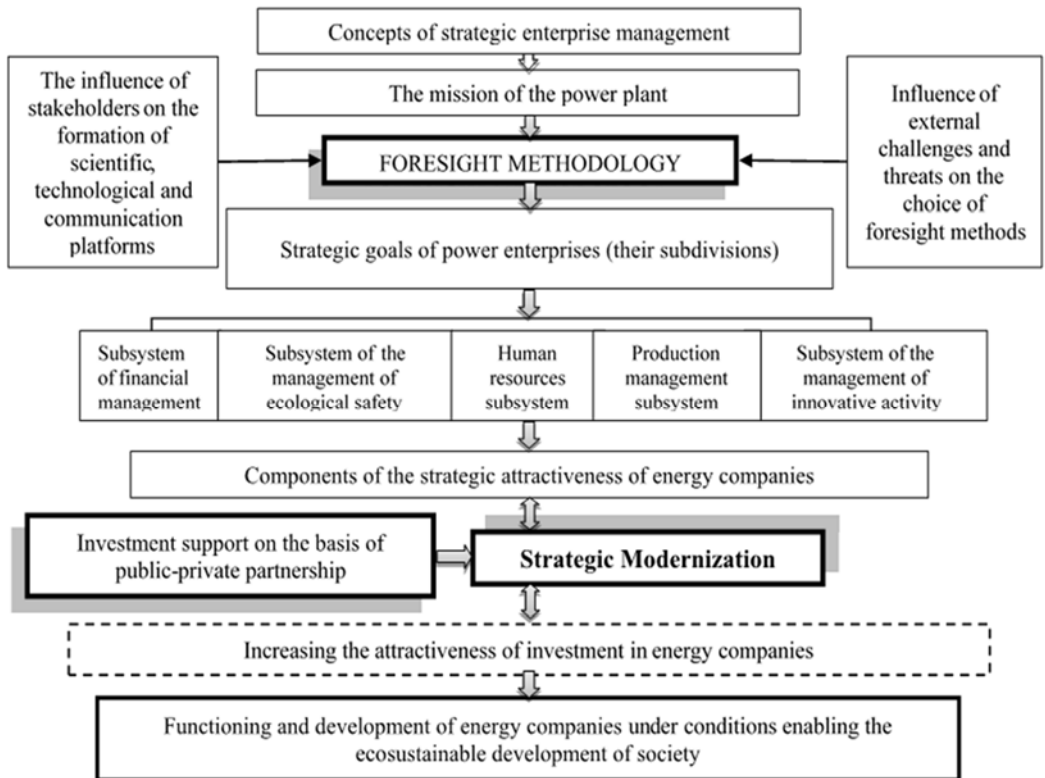 Concepts of strategic enterprise management
The influence of
stakeholders on the
formation of
scientific,
technological and
communication
platforms
The mission of the power plant
Influence of
external
challenges and
threats on the
choice of
foresight methods
FORESIGHT METHODOLOGY
Strategic goals of power enterprises (their subdivisions)
Subsystem
of financial
management
Subsystem of the
management of
ecological safety
Human
resources
subsystem
Production
management
subsystem
Subsystem of the
management of
innovative activity
Components of the strategic attractiveness of energy companies
Investment support on the basis of
public-private partnership
Strategic Modernization
Increasing the attractiveness of investment in energy companies
Functioning and development of energy companies under conditions enabling the
ecosustainable development of society